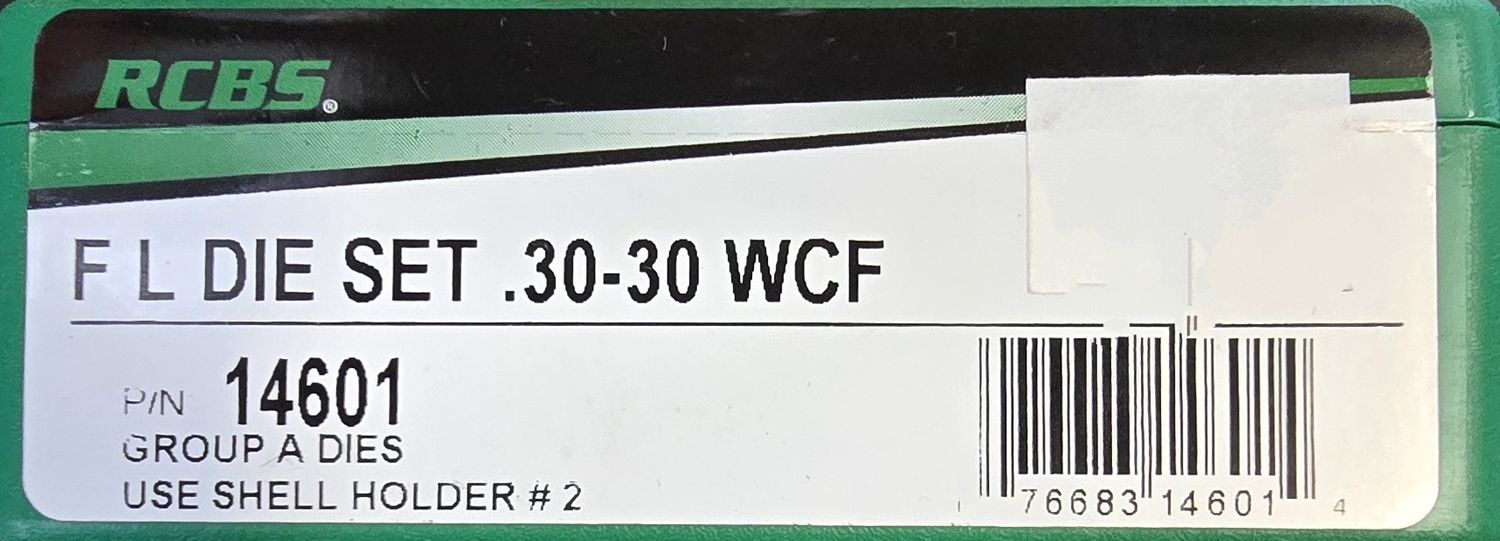 RCBS®
F L DIE SET .30-30 WCF
P/N 14601
GROUP A DIES
USE SHELL HOLDER # 2
76683 14601 4